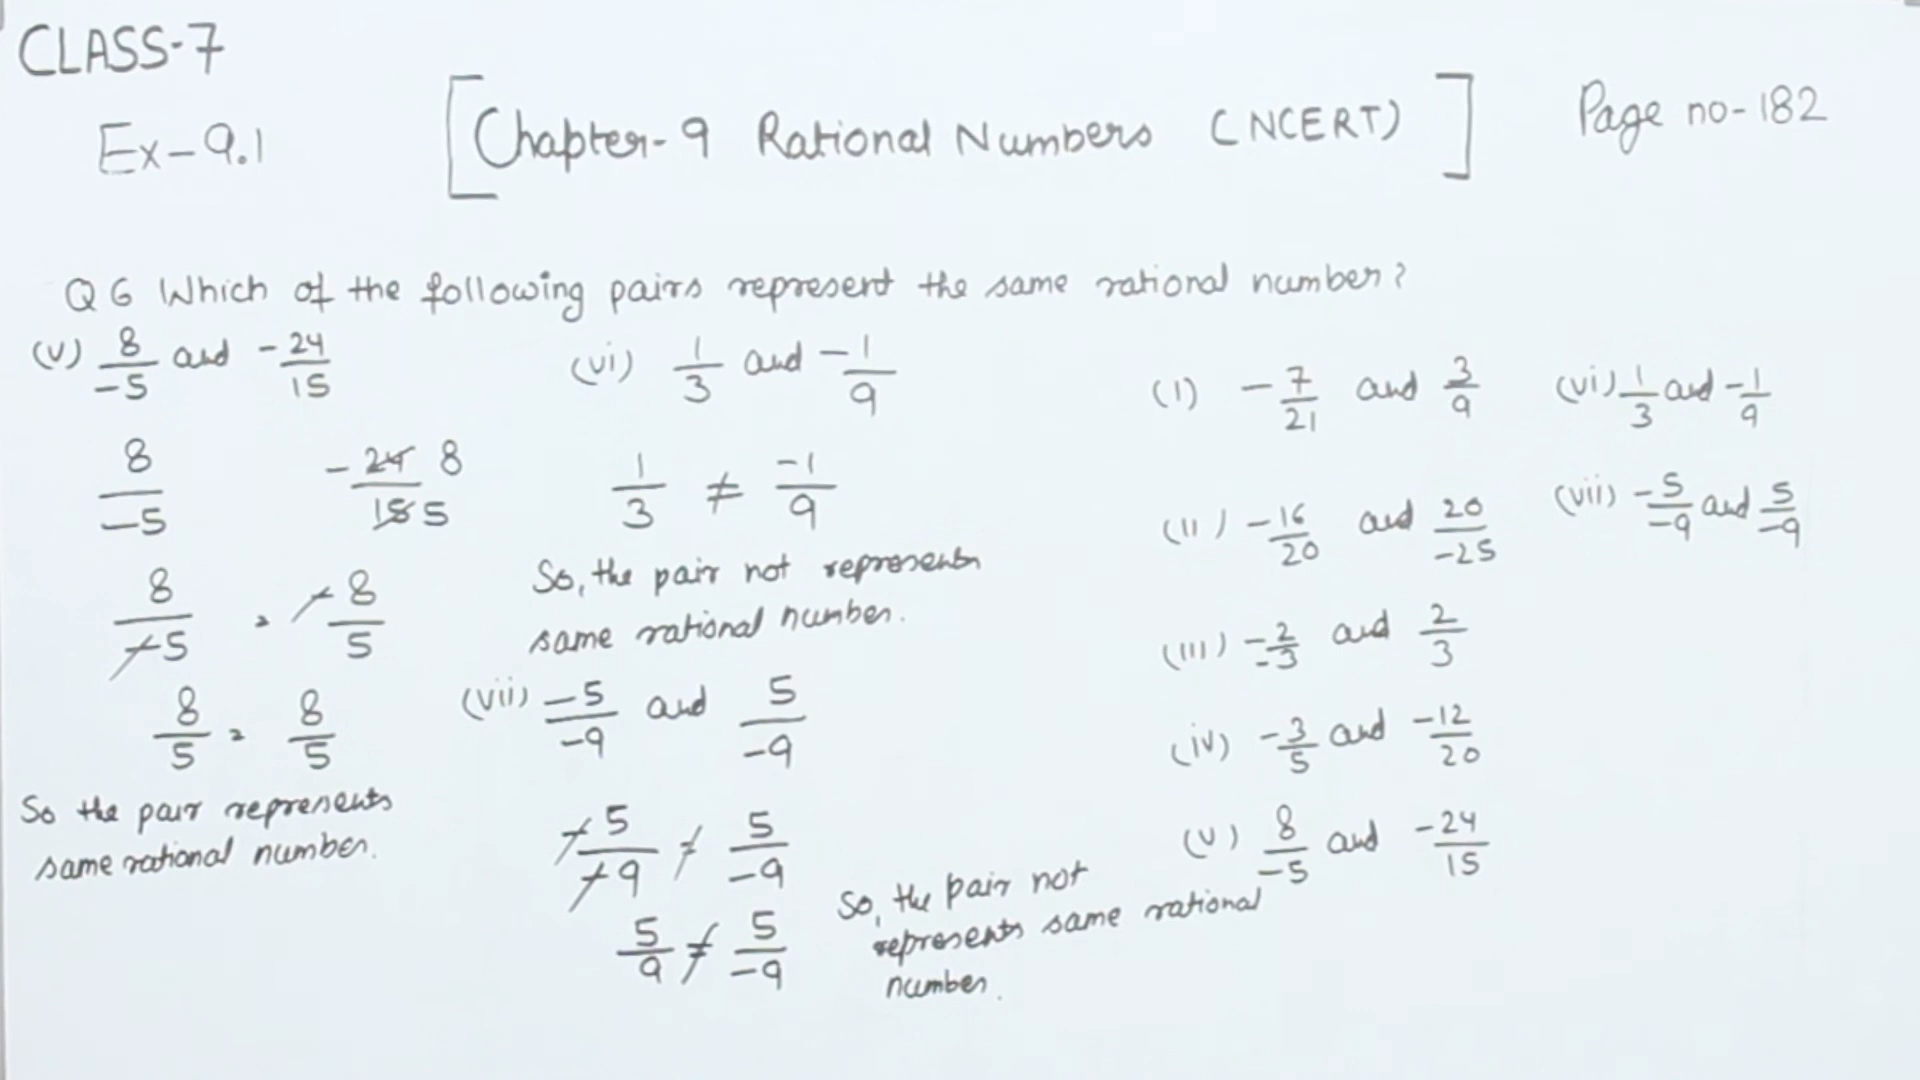 CLASS-7
Ex-9.1
[Chapter-9 Rational Numbers (NCERT)]
Page no-182
Q6 Which of the following pairs represent the same rational number?
(v) 8/-5 and -24/15
8/-5 -24/15 8 5
8/-5 = -8/5
8/5 = 8/5
So the pair represents
same rational number.
(vi) 1/3 and -1/9
1/3 ≠ -1/9
So, the pair not represents
same rational number.
(vii) -5/-9 and 5/-9
-5/-9 ≠ 5/-9
5/9 ≠ 5/-9
So, the pair not
represents same rational
number.
(i) -7/21 and 3/9
(ii) -16/20 and 20/-25
(iii) -2/-3 and 2/3
(iv) -3/5 and -12/20
(v) 8/-5 and -24/15
(vi) 1/3 and -1/9
(vii) -5/-9 and 5/-9